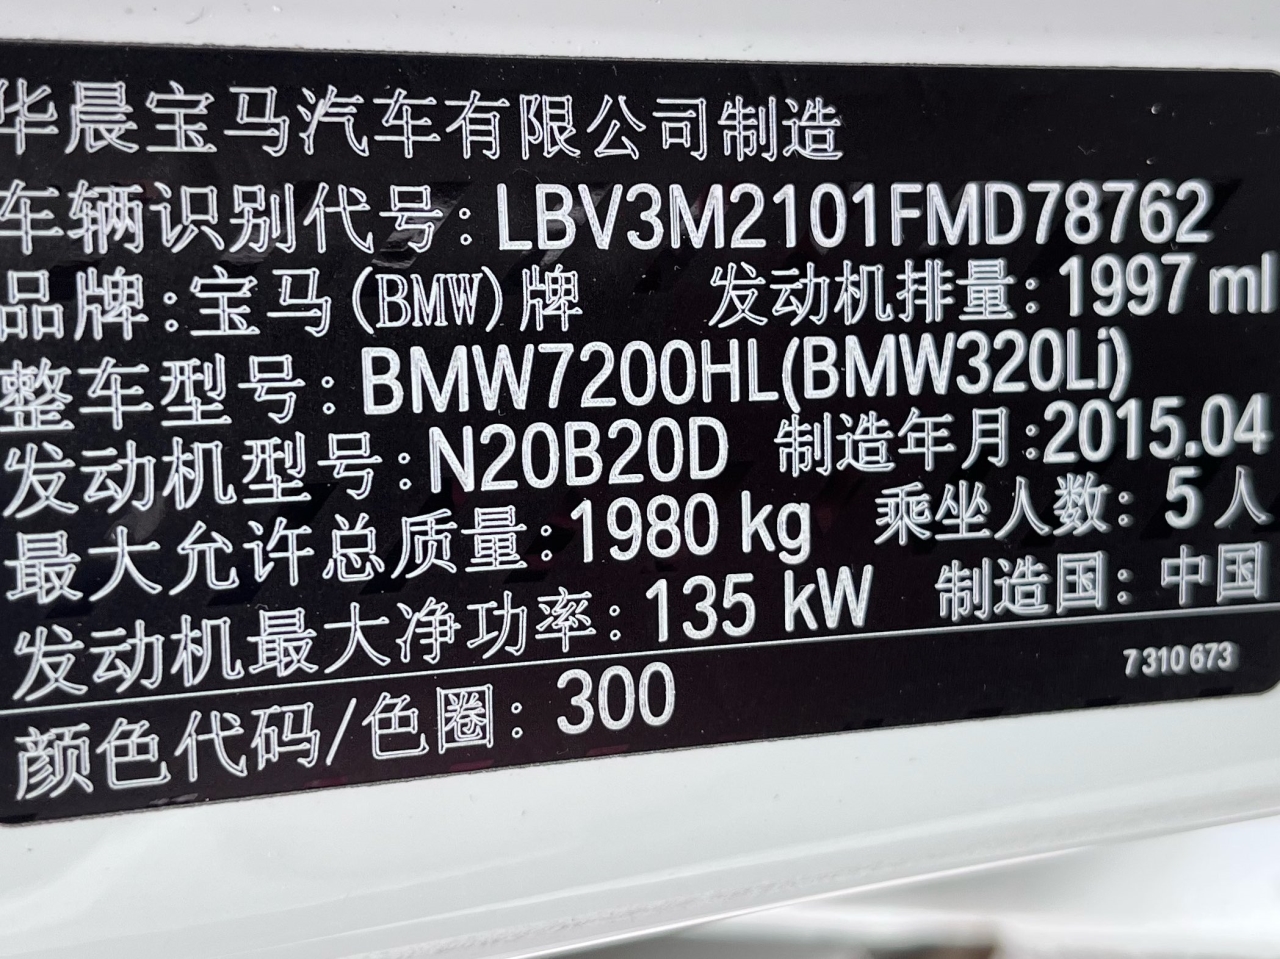 华晨宝马汽车有限公司制造
车辆识别代号: LBV3M2101FMD78762
品牌:宝马(BMW)牌 发动机排量: 1997 ml
整车型号: BMW7200HL(BMW320Li)
发动机型号:N20B20D 制造年月:2015.04
最大允许总质量:1980 kg 乘坐人数: 5 人
发动机最大净功率: 135 kW 制造国: 中国
7310673
颜色代码/色圈: 300